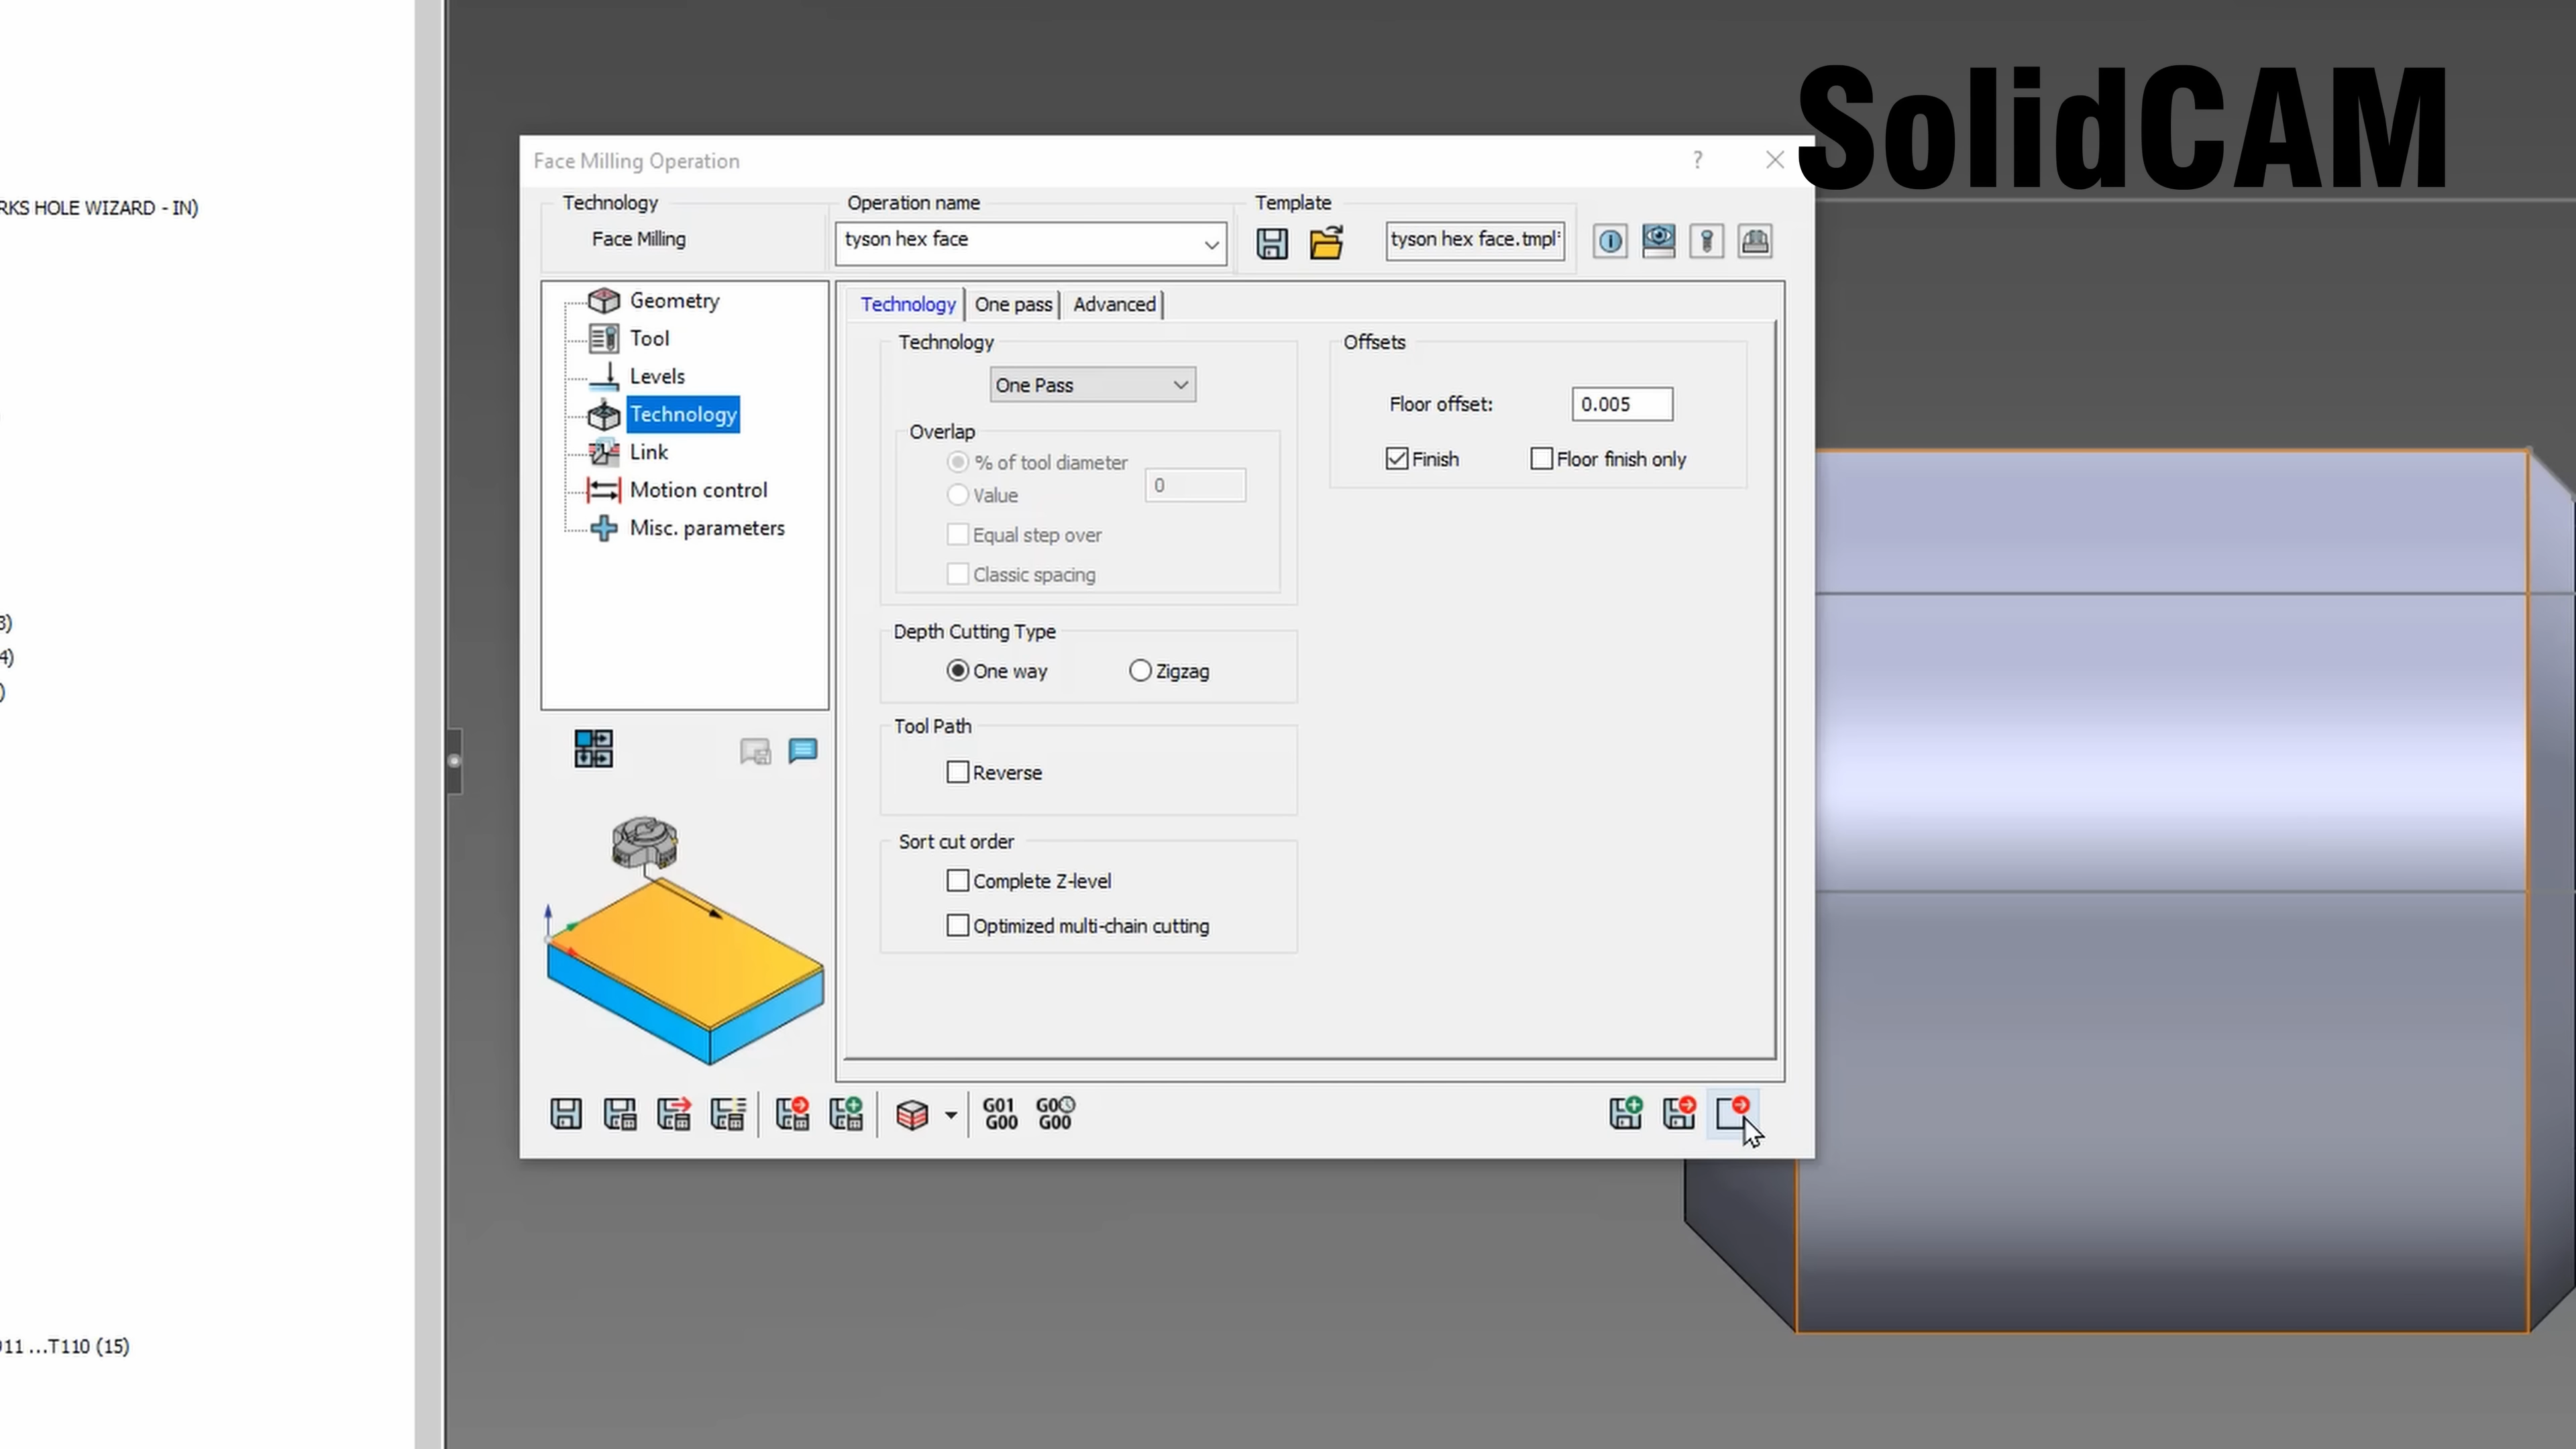 SolidCAM
RKS HOLE WIZARD - IN)
3)
4)
)
11 ...T110 (15)
Face Milling Operation
?
Technology
Face Milling
Operation name
tyson hex face
Template
tyson hex face.tmpl
Geometry
Tool
Levels
Technology
Link
Motion control
Misc. parameters
Technology
One pass
Advanced
Technology
One Pass
Overlap
% of tool diameter
Value
0
Equal step over
Classic spacing
Depth Cutting Type
One way
Zigzag
Tool Path
Reverse
Sort cut order
Complete Z-level
Optimized multi-chain cutting
Offsets
Floor offset:
0.005
Finish
Floor finish only
G01
G00
G00
G00